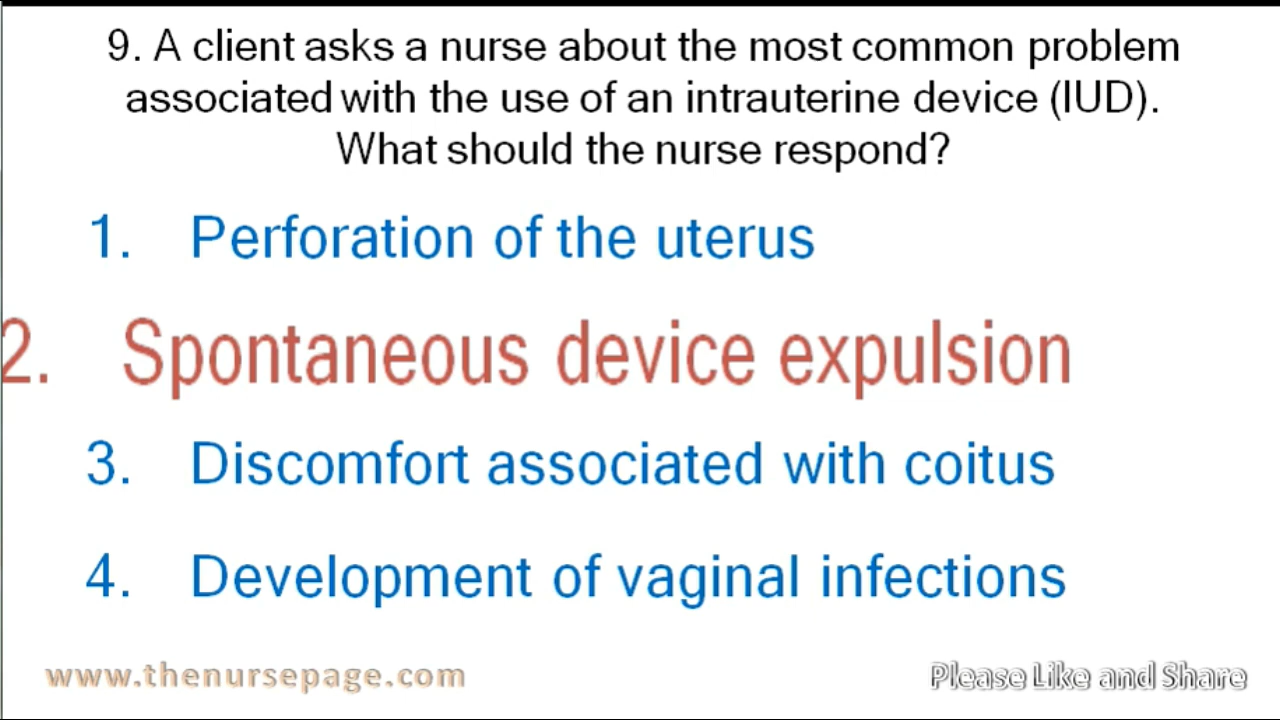 9. A client asks a nurse about the most common problem
associated with the use of an intrauterine device (IUD).
What should the nurse respond?
1. Perforation of the uterus
2. Spontaneous device expulsion
3. Discomfort associated with coitus
4. Development of vaginal infections
www.thenursepage.com
Please Like and Share